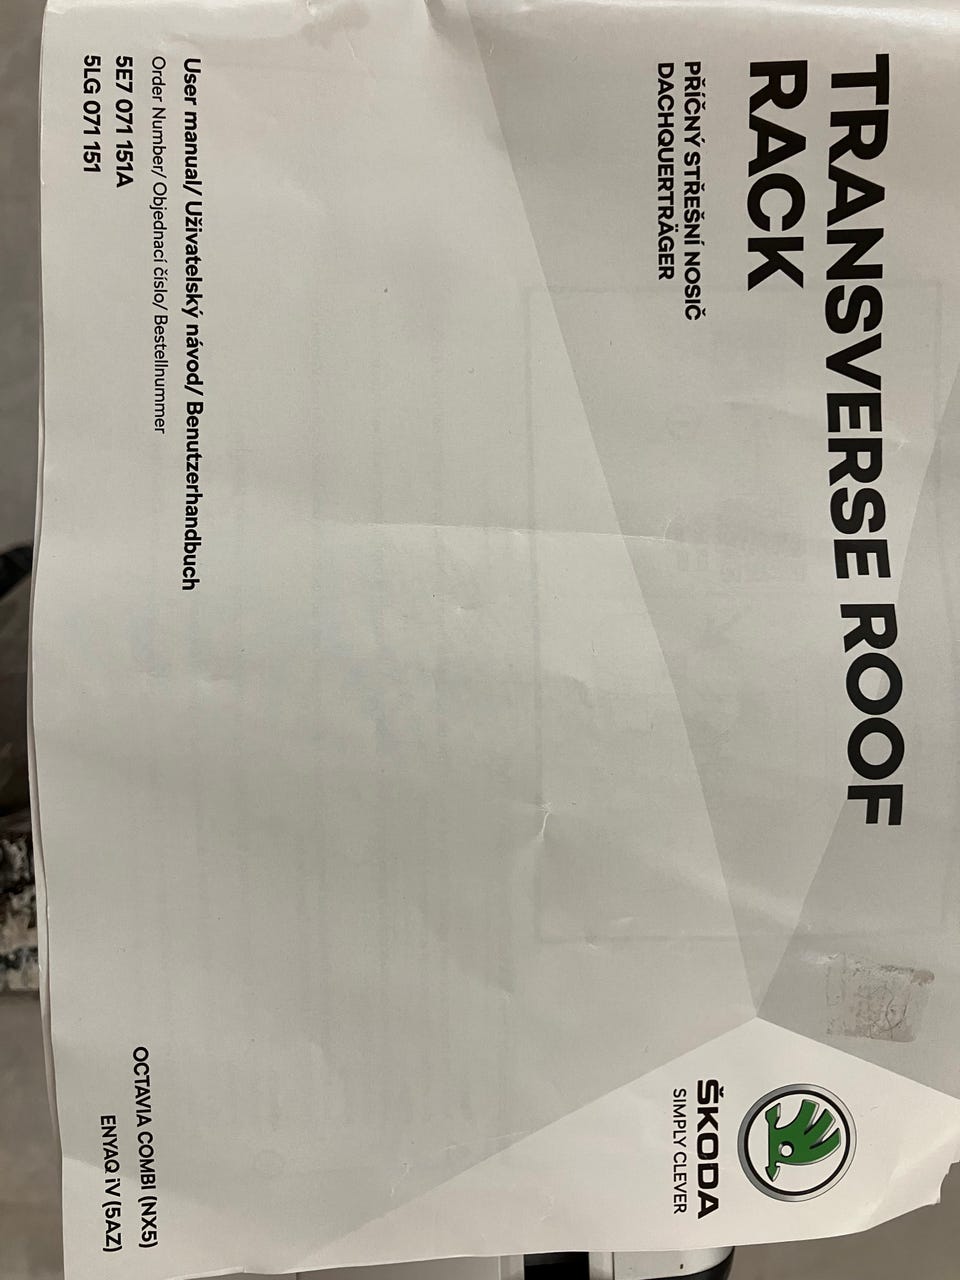 TRANSVERSE ROOF
RACK
PŘÍČNÝ STŘEŠNÍ NOSIČ
DACHQUERTRÄGER
ŠKODA
SIMPLY CLEVER
User manual/ Uživatelský návod/ Benutzerhandbuch
Order Number/ Objednací číslo/ Bestellnummer
5E7 071 151A
5LG 071 151
OCTAVIA COMBI (NX5)
ENYAQ iV (5AZ)